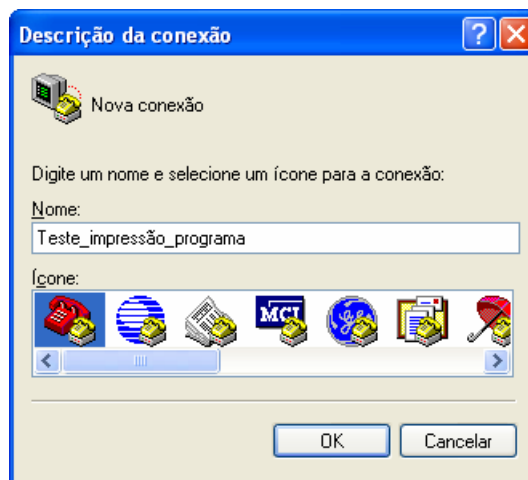 Descrição da conexão
Nova conexão
Digite um nome e selecione um ícone para a conexão:
Nome:
Teste_impressão_programa
Ícone:
MCI
OK
Cancelar